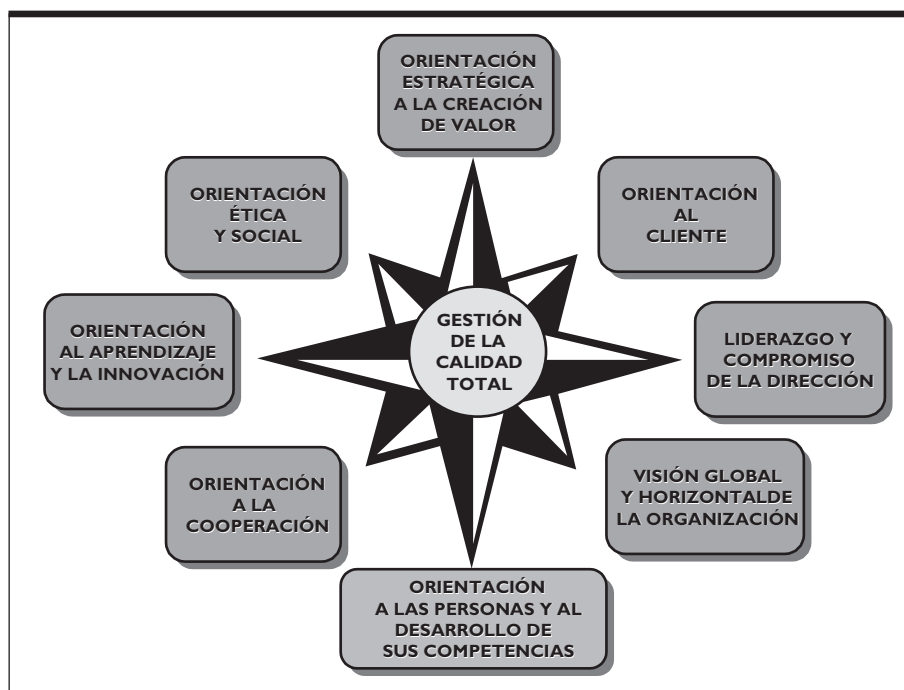 ORIENTACIÓN
ESTRATÉGICA
A LA CREACIÓN
DE VALOR
ORIENTACIÓN
ÉTICA
Y SOCIAL
ORIENTACIÓN
AL
CLIENTE
ORIENTACIÓN
AL APRENDIZAJE
Y LA INNOVACIÓN
GESTIÓN
DE LA
CALIDAD
TOTAL
LIDERAZGO Y
COMPROMISO
DE LA DIRECCIÓN
ORIENTACIÓN
A LA
COOPERACIÓN
VISIÓN GLOBAL
Y HORIZONTALDE
LA ORGANIZACIÓN
ORIENTACIÓN
A LAS PERSONAS Y AL
DESARROLLO DE
SUS COMPETENCIAS